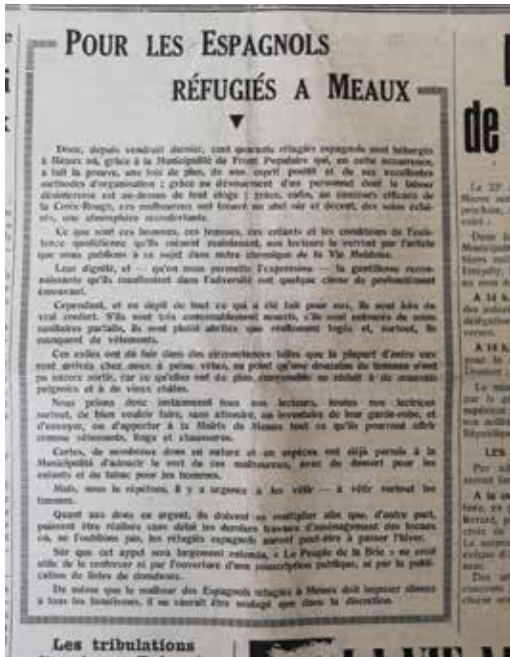 POUR LES ESPAGNOLS
RÉFUGIÉS A MEAUX
Donc, depuis vendredi dernier, cent quarante réfugiés espagnols sont hébergés
à Meaux où, grâce à la Municipalité de Front Populaire qui, en cette occurrence,
a fait la preuve, une fois de plus, de son esprit positif et de ses excellentes
méthodes d'organisation ; grâce au dévouement d'un personnel dont le labeur
désintéressé est au-dessus de tout éloge ; grâce, enfin, au concours efficace de
la Croix-Rouge, ces malheureux ont trouvé un abri sûr et décent, des soins éclai-
rés, une atmosphère réconfortante.
Ce que sont ces hommes, ces femmes, ces enfants et les conditions de l'exis-
tence quotidienne qu'ils mènent maintenant, nos lecteurs le verront par l'article
que nous publions à ce sujet dans notre chronique de la Vie Meldoise.
Leur dignité, et — qu'on nous permette l'expression — la gentillesse recon-
naissante qu'ils manifestent dans l'adversité ont quelque chose de profondément
émouvant.
Cependant, et en dépit de tout ce qui a été fait pour eux, ils sont loin du
vrai confort. S'ils sont très convenablement nourris, s'ils sont entourés de soins
sanitaires parfaits, ils sont plutôt abrités que réellement logés et, surtout, ils
manquent de vêtements.
Ces exilés ont dû fuir dans des circonstances telles que la plupart d'entre eux
sont arrivés chez nous à peine vêtus, au point qu'une douzaine de femmes n'ont
pu encore sortir, car ce qu'elles ont de plus convenable se réduit à de mauvais
peignoirs et à de vieux châles.
Nous prions donc instamment tous nos lecteurs, toutes nos lectrices
surtout, de bien vouloir faire, sans attendre, un inventaire de leur garde-robe, et
d'envoyer, ou d'apporter à la Mairie de Meaux tout ce qu'ils pourront offrir
comme vêtements, linge et chaussures.
Certes, de nombreux dons en nature et en espèces ont déjà permis à la
Municipalité d'adoucir le sort de ces malheureux, avec du dessert pour les
enfants et du tabac pour les hommes.
Mais, nous le répétons, il y a urgence à les vêtir — à vêtir surtout les
femmes.
Quant aux dons en argent, ils doivent se multiplier afin que, d'autre part,
puissent être réalisés sans délai les derniers travaux d'aménagement des locaux
où, ne l'oublions pas, les réfugiés espagnols auront peut-être à passer l'hiver.
Sûr que cet appel sera largement entendu, « Le Peuple de la Brie » ne croit
utile de le renforcer ni par l'ouverture d'une souscription publique, ni par la publi-
cation de listes de donateurs.
De même que le malheur des Espagnols réfugiés à Meaux doit imposer silence
à tous les fanatismes, il ne saurait être soulagé que dans la discrétion.
Les tribulations
de
LES